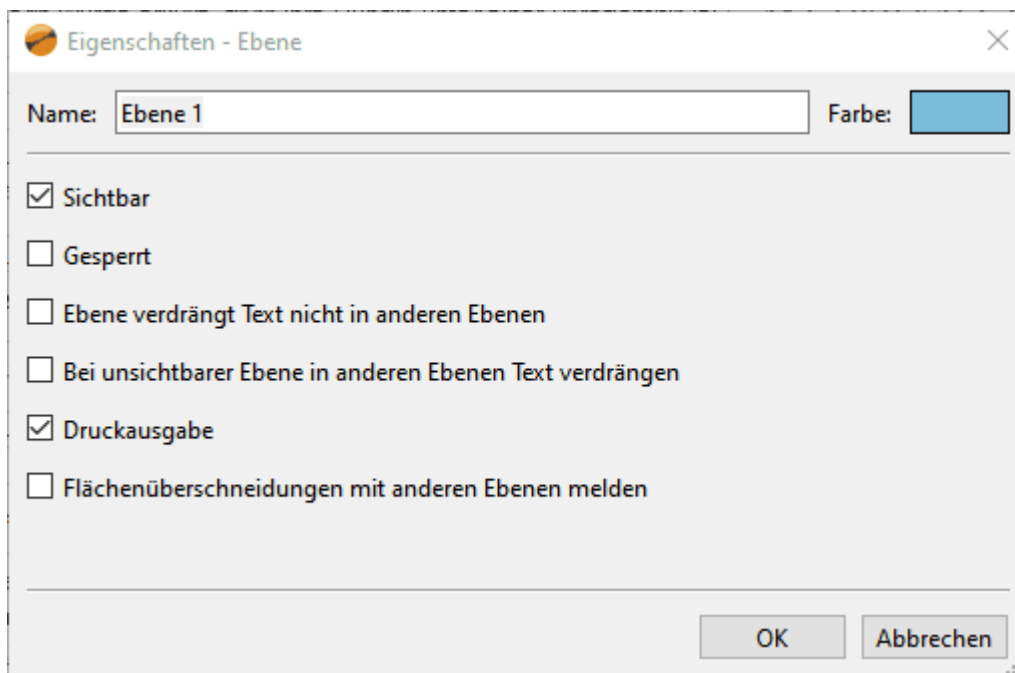 Eigenschaften - Ebene
Name: Ebene 1 Farbe:
Sichtbar
Gesperrt
Ebene verdrängt Text nicht in anderen Ebenen
Bei unsichtbarer Ebene in anderen Ebenen Text verdrängen
Druckausgabe
Flächenüberschneidungen mit anderen Ebenen melden
OK Abbrechen